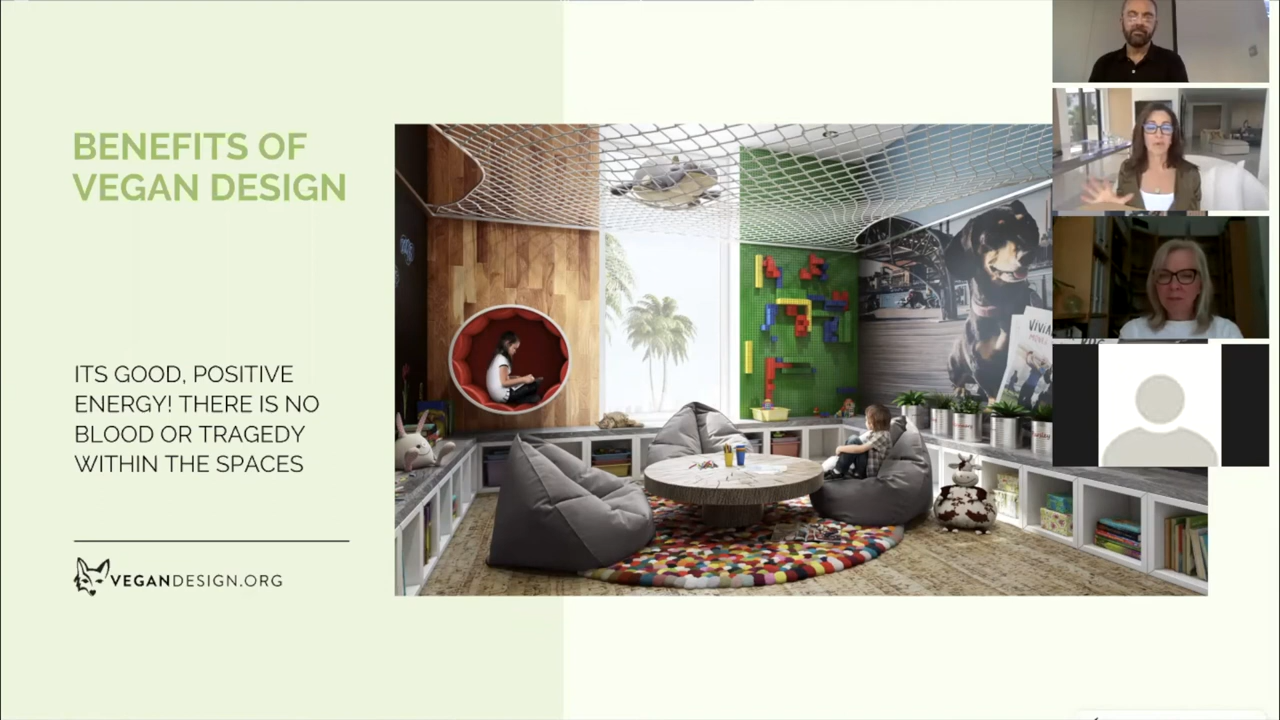 BENEFITS OF
VEGAN DESIGN
ITS GOOD, POSITIVE
ENERGY! THERE IS NO
BLOOD OR TRAGEDY
WITHIN THE SPACES
VEGANDESIGN.ORG